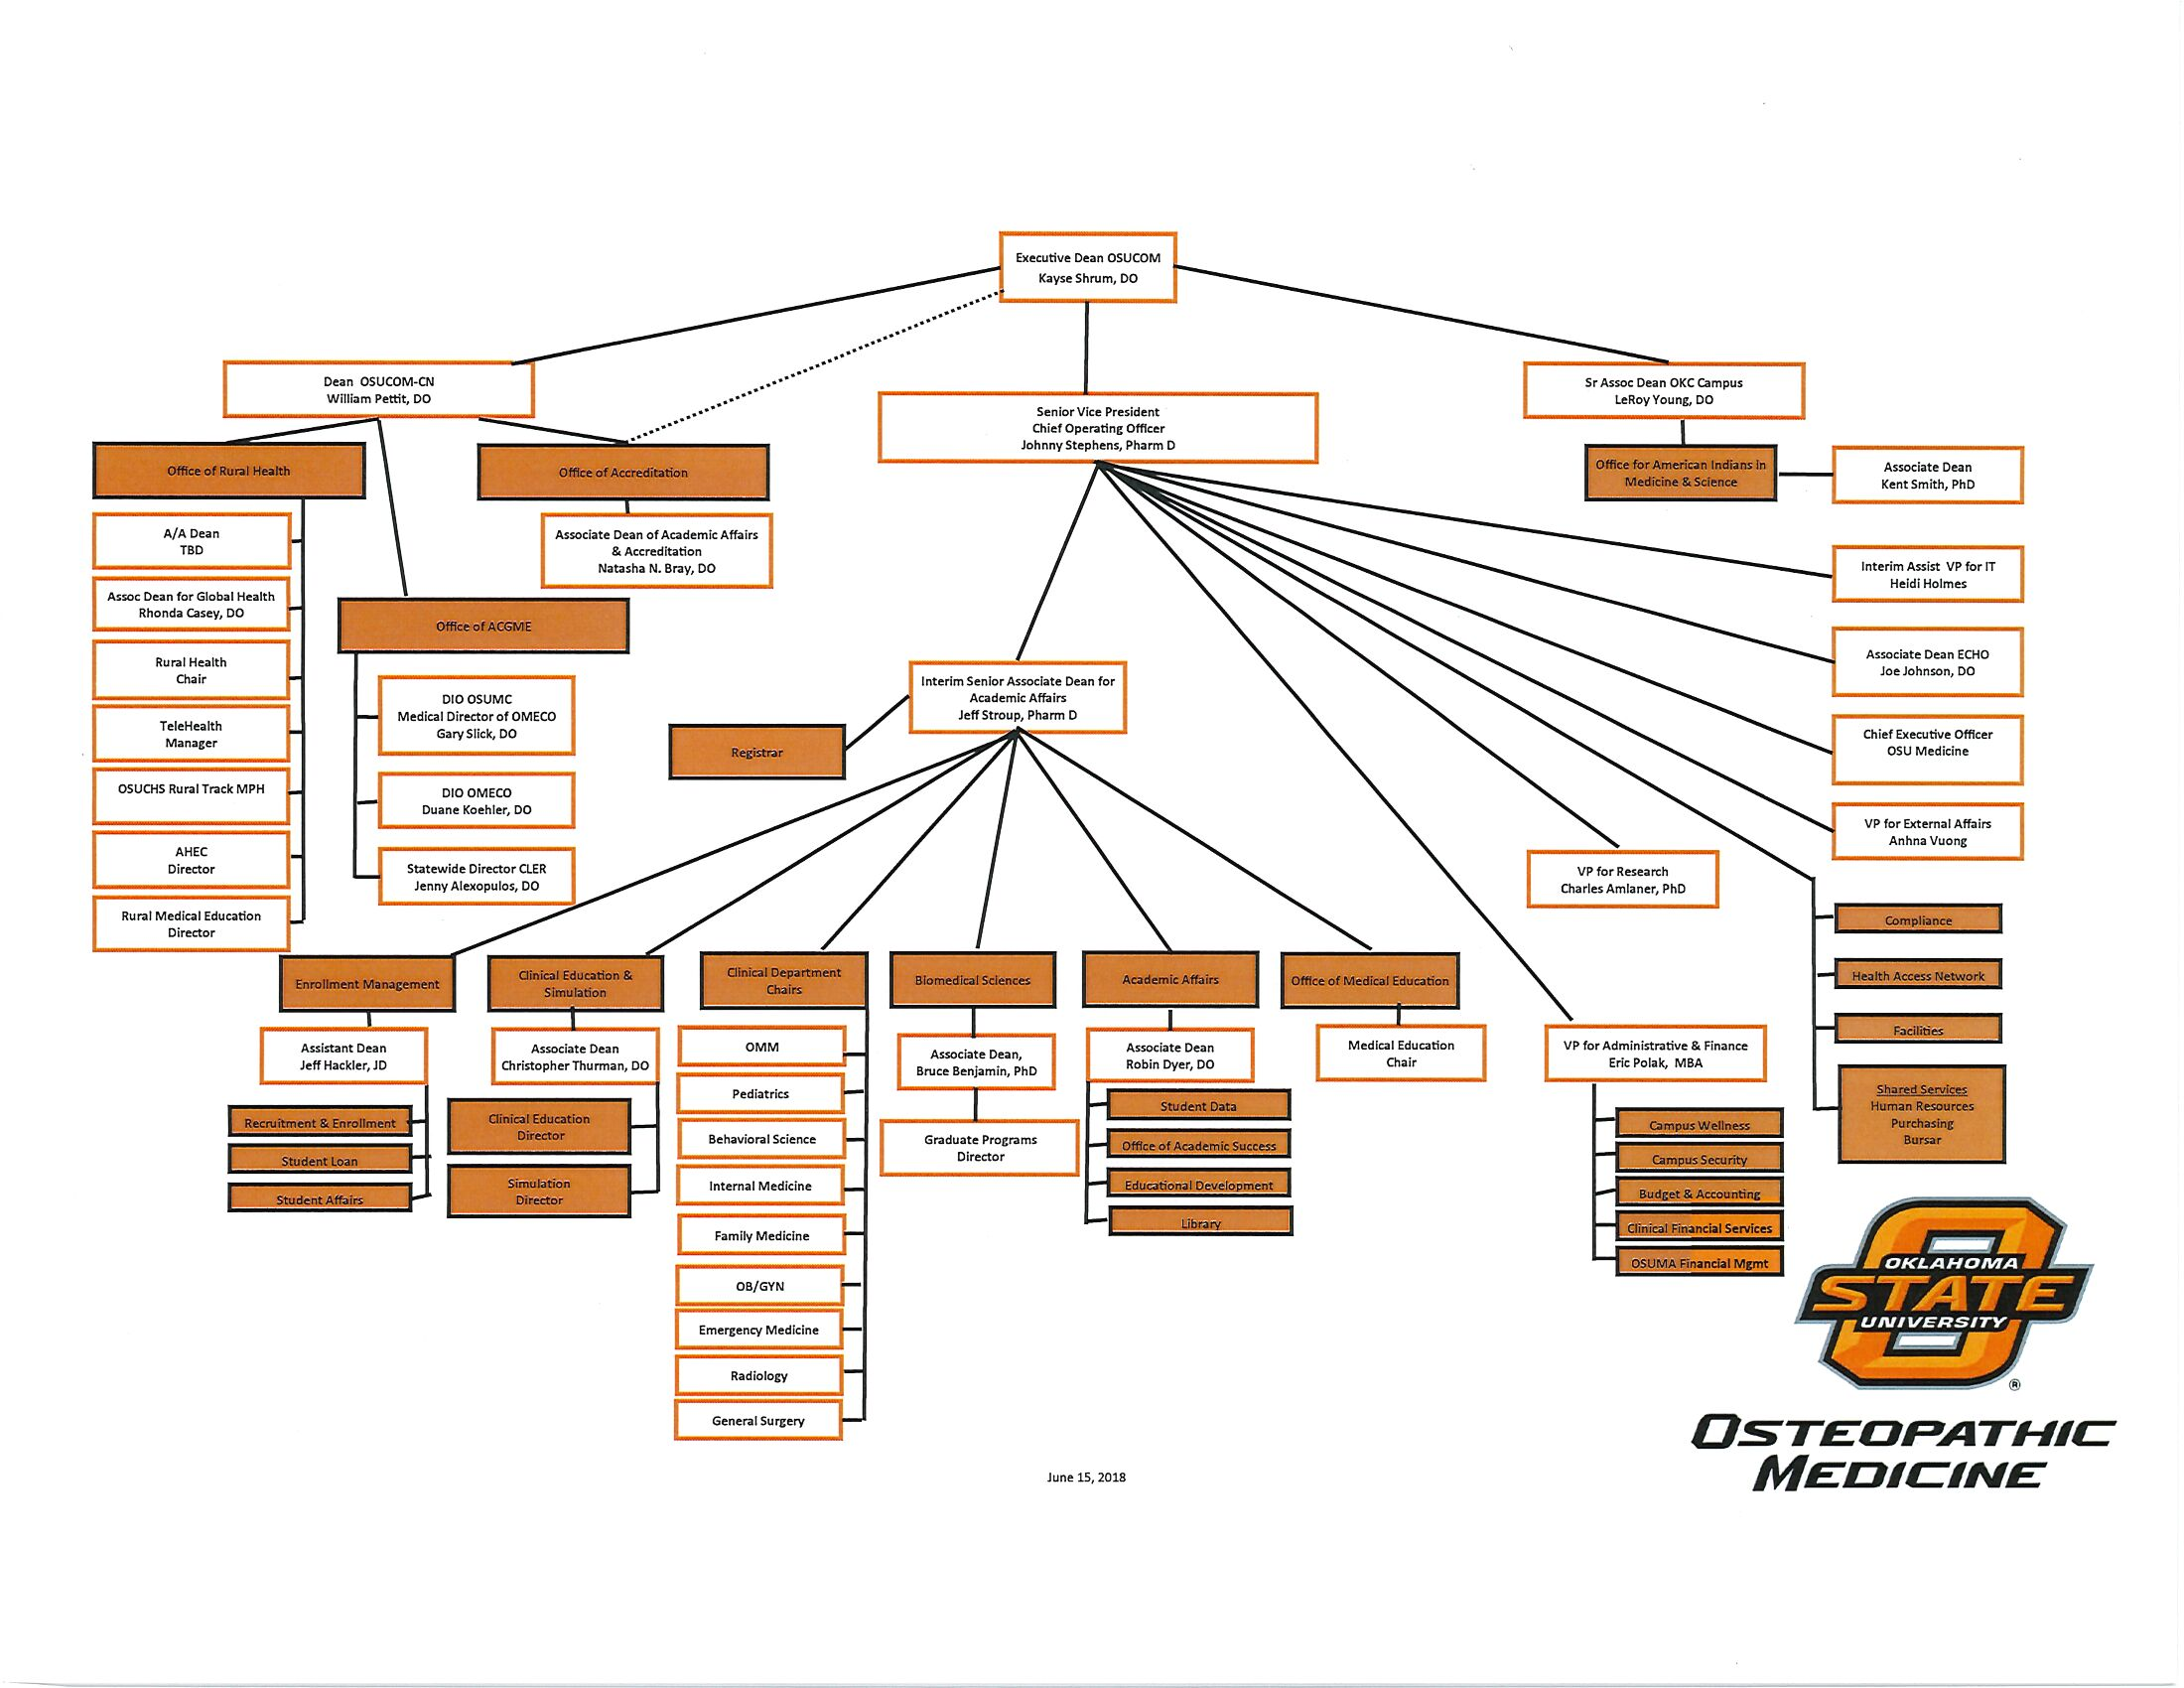 Executive Dean OSUCOM
Kayse Shrum, DO
Dean OSUCOM-CN
William Pettit, DO
Senior Vice President
Chief Operating Officer
Johnny Stephens, Pharm D
Sr Assoc Dean OKC Campus
LeRoy Young, DO
Office of Rural Health
Office of Accreditation
Office for American Indians In
Medicine & Science
Associate Dean
Kent Smith, PhD
A/A Dean
TBD
Assoc Dean for Global Health
Rhonda Casey, DO
Rural Health
Chair
TeleHealth
Manager
OSUCHS Rural Track MPH
AHEC
Director
Rural Medical Education
Director
Associate Dean of Academic Affairs
& Accreditation
Natasha N. Bray, DO
Office of ACGME
DIO OSUMC
Medical Director of OMECO
Gary Slick, DO
DIO OMECO
Duane Koehler, DO
Statewide Director CLER
Jenny Alexopulos, DO
Interim Senior Associate Dean for
Academic Affairs
Jeff Stroup, Pharm D
Registrar
Interim Assist VP for IT
Heidi Holmes
Associate Dean ECHO
Joe Johnson, DO
Chief Executive Officer
OSU Medicine
VP for External Affairs
Anhna Vuong
VP for Research
Charles Amlaner, PhD
Compliance
Health Access Network
Facilities
Shared Services
Human Resources
Purchasing
Bursar
Enrollment Management
Assistant Dean
Jeff Hackler, JD
Recruitment & Enrollment
Student Loan
Student Affairs
Clinical Education &
Simulation
Associate Dean
Christopher Thurman, DO
Clinical Education
Director
Simulation
Director
Clinical Department
Chairs
OMM
Pediatrics
Behavioral Science
Internal Medicine
Family Medicine
OB/GYN
Emergency Medicine
Radiology
General Surgery
Biomedical Sciences
Associate Dean,
Bruce Benjamin, PhD
Graduate Programs
Director
Academic Affairs
Associate Dean
Robin Dyer, DO
Student Data
Office of Academic Success
Educational Development
Library
Office of Medical Education
Medical Education
Chair
VP for Administrative & Finance
Eric Polak, MBA
Campus Wellness
Campus Security
Budget & Accounting
Clinical Financial Services
OSUMA Financial Mgmt
OKLAHOMA
STATE
UNIVERSITY
®
OSTEOPATHIC
MEDICINE
June 15, 2018